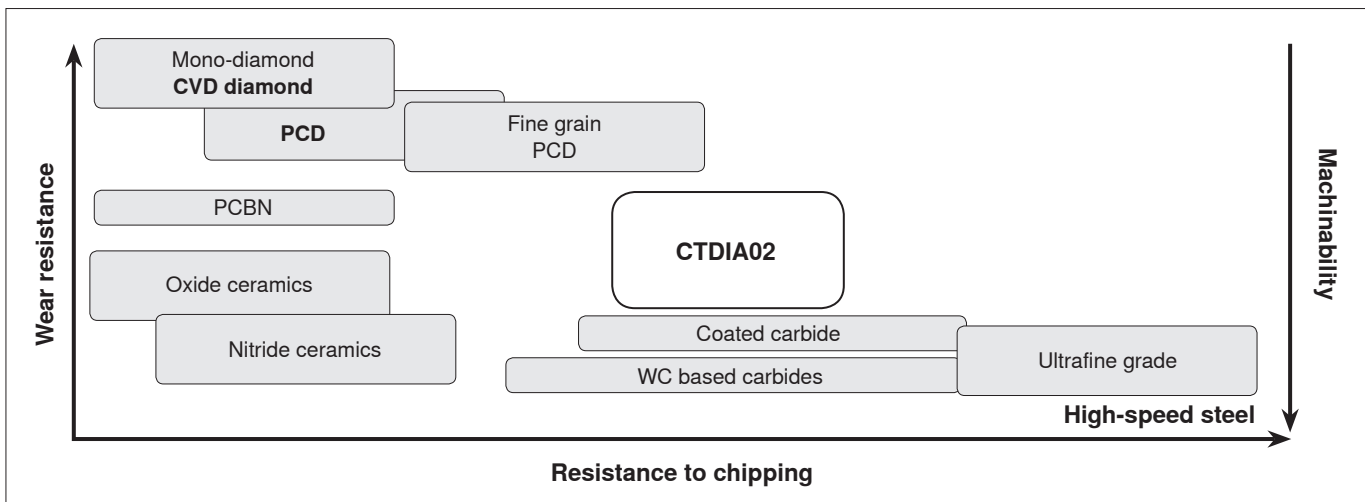 Mono-diamond
CVD diamond
PCD
Fine grain
PCD
PCBN
CTDIA02
Oxide ceramics
Nitride ceramics
Coated carbide
WC based carbides
Ultrafine grade
High-speed steel
Wear resistance
Machinability
Resistance to chipping